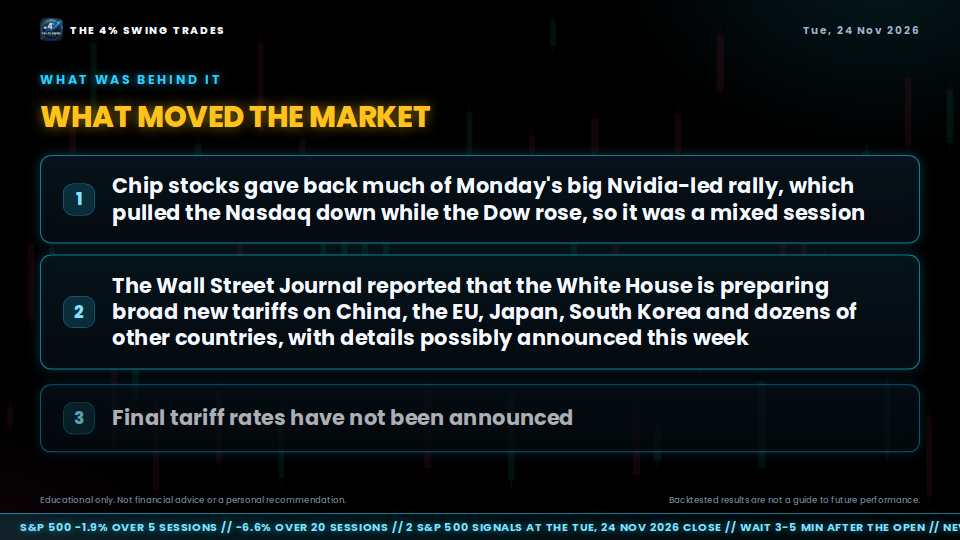 THE 4% SWING TRADES
Tue, 24 Nov 2026
WHAT WAS BEHIND IT
WHAT MOVED THE MARKET
1
Chip stocks gave back much of Monday's big Nvidia-led rally, which
pulled the Nasdaq down while the Dow rose, so it was a mixed session
2
The Wall Street Journal reported that the White House is preparing
broad new tariffs on China, the EU, Japan, South Korea and dozens of
other countries, with details possibly announced this week
3
Final tariff rates have not been announced
Educational only. Not financial advice or a personal recommendation.
Backtested results are not a guide to future performance.
S&P 500 -1.9% OVER 5 SESSIONS // -6.6% OVER 20 SESSIONS // 2 S&P 500 SIGNALS AT THE TUE, 24 NOV 2026 CLOSE // WAIT 3-5 MIN AFTER THE OPEN //